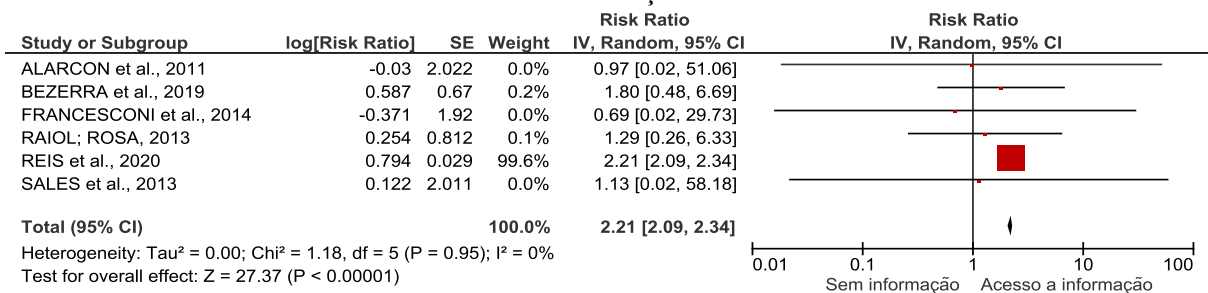 Risk Ratio Risk Ratio
Study or Subgroup log[Risk Ratio] SE Weight IV, Random, 95% CI IV, Random, 95% CI
ALARCON et al., 2011 -0.03 2.022 0.0% 0.97 [0.02, 51.06]
BEZERRA et al., 2019 0.587 0.67 0.2% 1.80 [0.48, 6.69]
FRANCESCONI et al., 2014 -0.371 1.92 0.0% 0.69 [0.02, 29.73]
RAIOL; ROSA, 2013 0.254 0.812 0.1% 1.29 [0.26, 6.33]
REIS et al., 2020 0.794 0.029 99.6% 2.21 [2.09, 2.34]
SALES et al., 2013 0.122 2.011 0.0% 1.13 [0.02, 58.18]
Total (95% CI) 100.0% 2.21 [2.09, 2.34]
Heterogeneity: Tau² = 0.00; Chi² = 1.18, df = 5 (P = 0.95); I² = 0%
Test for overall effect: Z = 27.37 (P < 0.00001)
0.01 0.1 1 10 100
Sem informação Acesso a informação